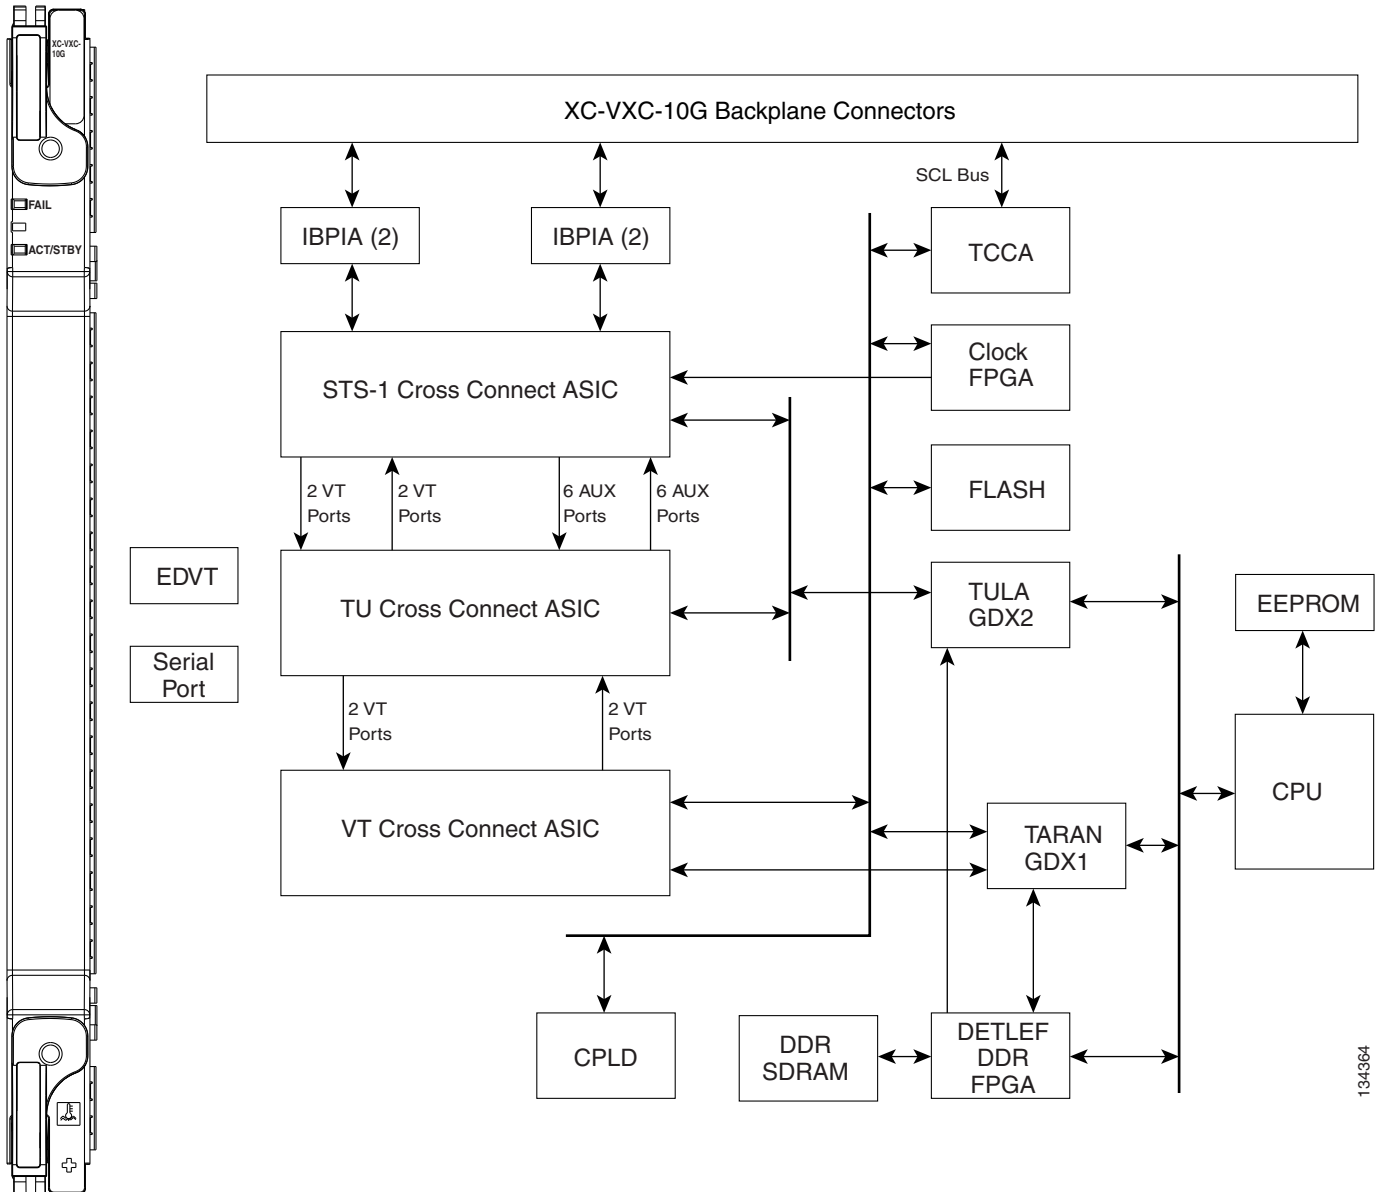 XC-VXC-
10G
FAIL
ACT/STBY
XC-VXC-10G Backplane Connectors
SCL Bus
IBPIA (2)
IBPIA (2)
TCCA
STS-1 Cross Connect ASIC
Clock
FPGA
2 VT
Ports
2 VT
Ports
6 AUX
Ports
6 AUX
Ports
FLASH
EDVT
TU Cross Connect ASIC
TULA
GDX2
EEPROM
Serial
Port
2 VT
Ports
2 VT
Ports
CPU
VT Cross Connect ASIC
TARAN
GDX1
CPLD
DDR
SDRAM
DETLEF
DDR
FPGA
134364